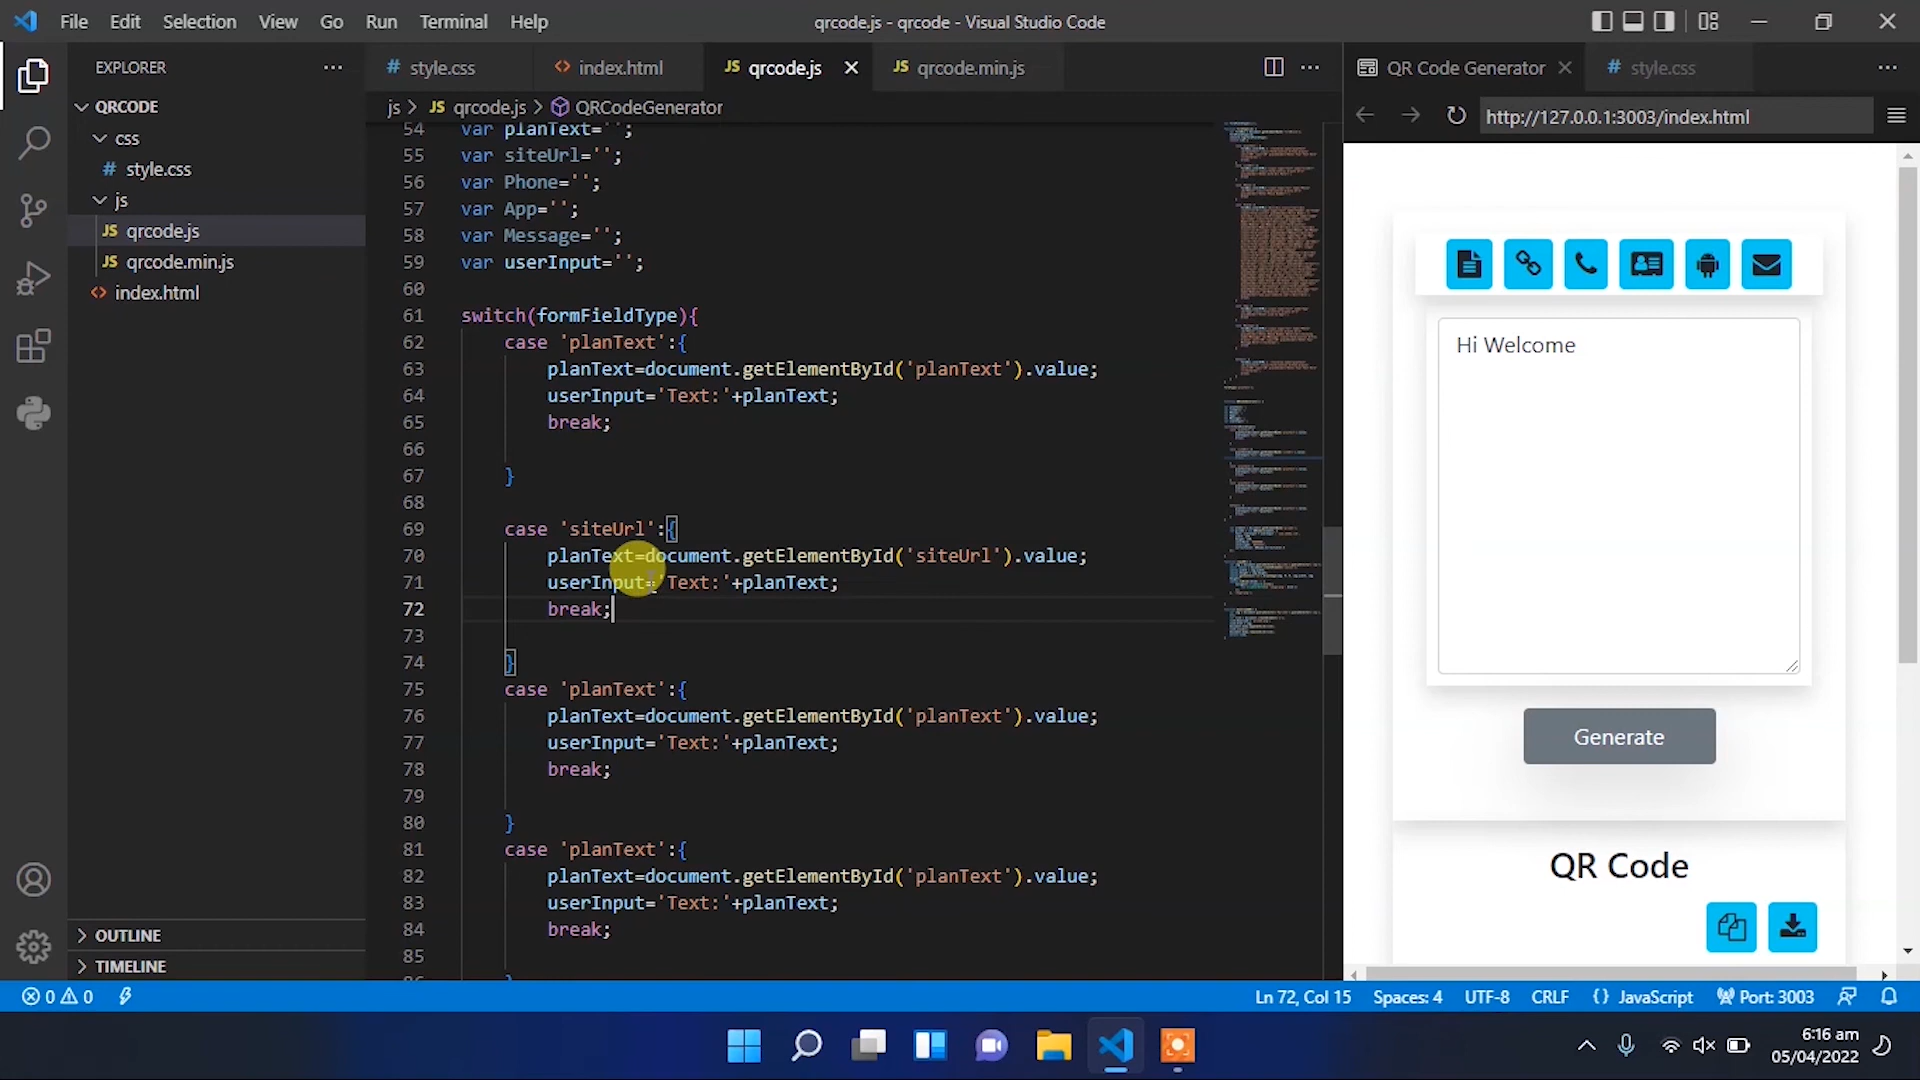 File Edit Selection View Go Run Terminal Help
qrcode.js - qrcode - Visual Studio Code
EXPLORER
QRCODE
css
# style.css
js
JS qrcode.js
JS qrcode.min.js
<> index.html
OUTLINE
TIMELINE
# style.css
<> index.html
JS qrcode.js
JS qrcode.min.js
js > JS qrcode.js > QRCodeGenerator
54 var planText='';
55 var siteUrl='';
56 var Phone='';
57 var App='';
58 var Message='';
59 var userInput='';
60
61 switch(formFieldType){
62 case 'planText':{
63 planText=document.getElementById('planText').value;
64 userInput='Text:'+planText;
65 break;
66
67 }
68
69 case 'siteUrl':{
70 planText=document.getElementById('siteUrl').value;
71 userInput='Text:'+planText;
72 break;
73
74 }
75 case 'planText':{
76 planText=document.getElementById('planText').value;
77 userInput='Text:'+planText;
78 break;
79
80 }
81 case 'planText':{
82 planText=document.getElementById('planText').value;
83 userInput='Text:'+planText;
84 break;
85
QR Code Generator
# style.css
http://127.0.0.1:3003/index.html
Hi Welcome
Generate
QR Code
0 0
Ln 72, Col 15 Spaces: 4 UTF-8 CRLF {} JavaScript Port: 3003
6:16 am
05/04/2022